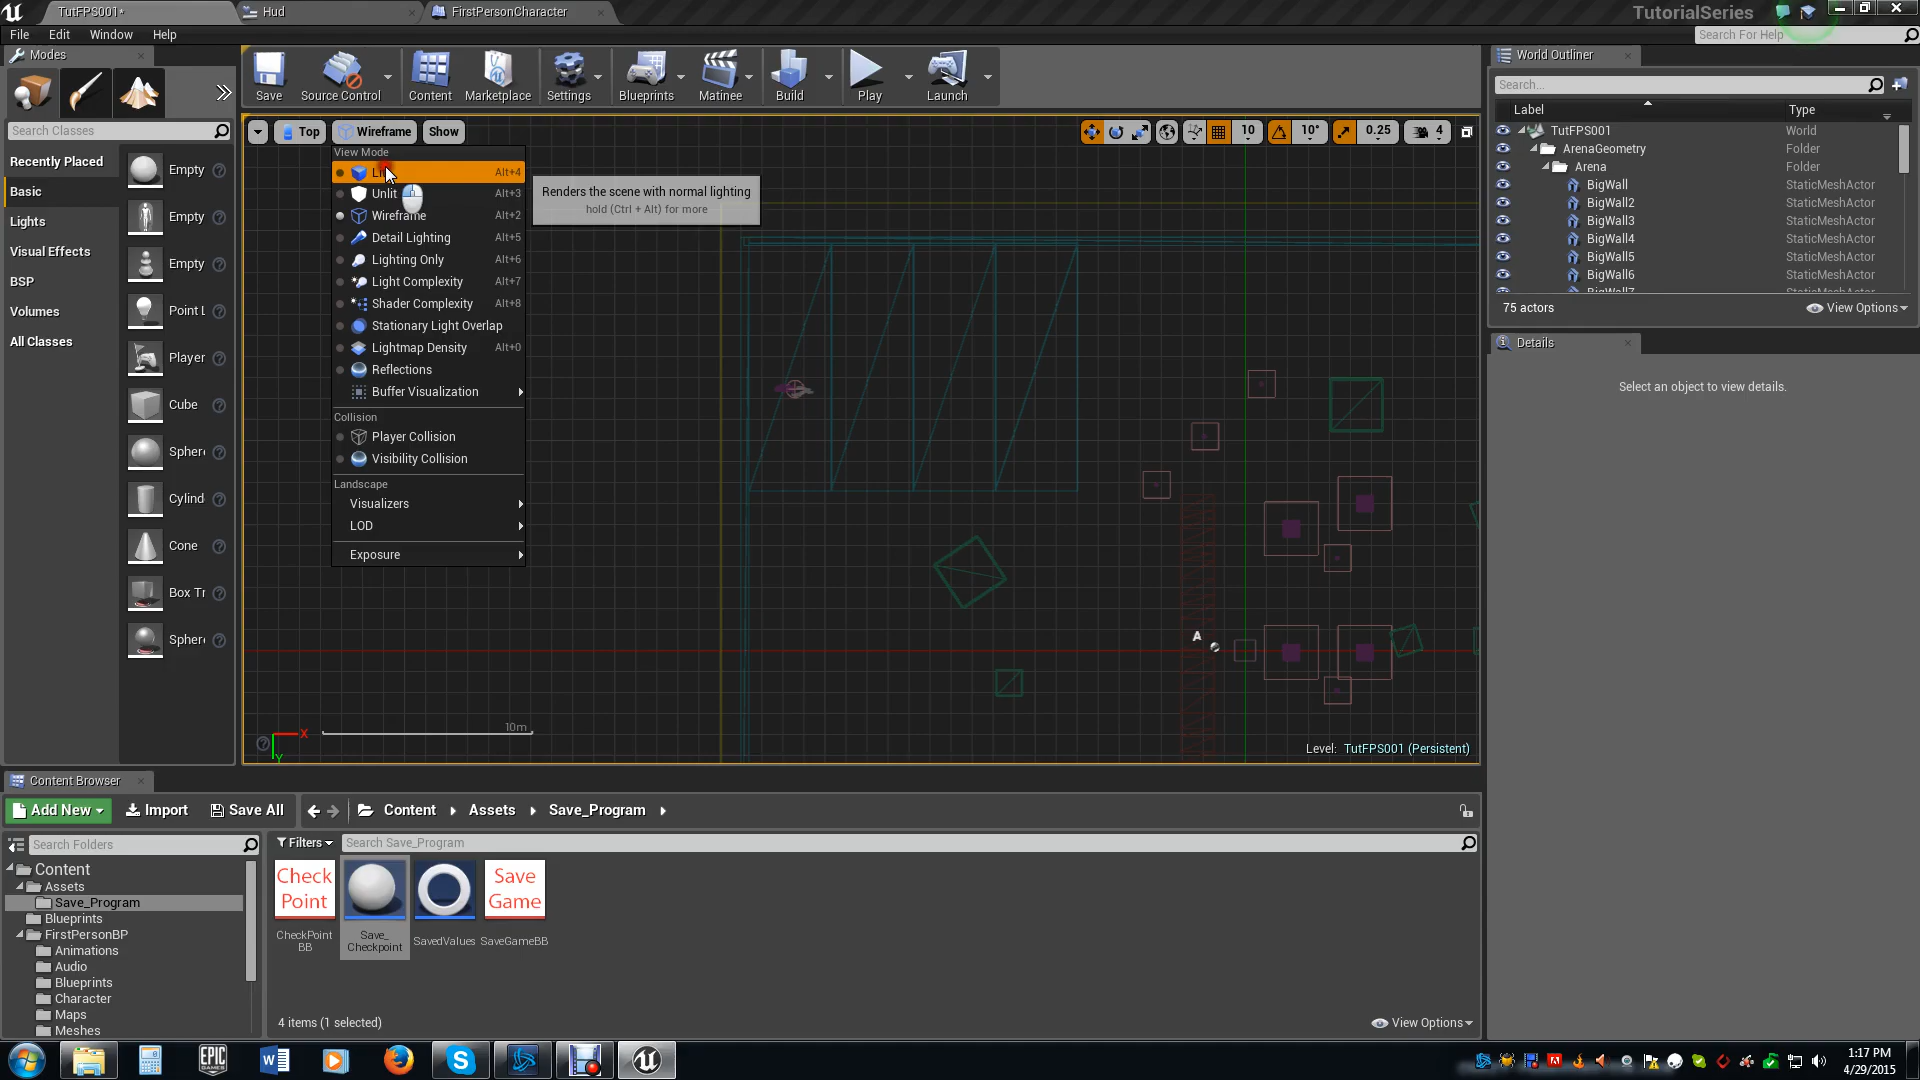 TutFPS001*
Hud
FirstPersonCharacter
TutorialSeries
File
Edit
Window
Help
Search For Help
Modes
Search Classes
Recently Placed
Basic
Lights
Visual Effects
BSP
Volumes
All Classes
Empty
Empty
Empty
Point L
Player
Cube
Sphere
Cylind
Cone
Box Tr
Sphere
Save
Source Control
Content
Marketplace
Settings
Blueprints
Matinee
Build
Play
Launch
Top
Wireframe
Show
10
10°
0.25
4
View Mode
Alt+4
Unlit Alt+3
Wireframe Alt+2
Detail Lighting Alt+5
Lighting Only Alt+6
Light Complexity Alt+7
Shader Complexity Alt+8
Stationary Light Overlap
Lightmap Density Alt+0
Reflections
Buffer Visualization
Collision
Player Collision
Visibility Collision
Landscape
Visualizers
LOD
Exposure
Renders the scene with normal lighting
hold (Ctrl + Alt) for more
A
X
Y
10m
Level: TutFPS001 (Persistent)
World Outliner
Search...
Label Type
TutFPS001 World
ArenaGeometry Folder
Arena Folder
BigWall StaticMeshActor
BigWall2 StaticMeshActor
BigWall3 StaticMeshActor
BigWall4 StaticMeshActor
BigWall5 StaticMeshActor
BigWall6 StaticMeshActor
BigWall7 StaticMeshActor
75 actors
View Options
Details
Select an object to view details.
Content Browser
Add New
Import
Save All
Content
Assets
Save_Program
Search Folders
Filters
Search Save_Program
Content
Assets
Save_Program
Blueprints
FirstPersonBP
Animations
Audio
Blueprints
Character
Maps
Meshes
Check
Point
Save
Game
CheckPoint
BB
Save_
Checkpoint
SavedValues
SaveGameBB
4 items (1 selected)
View Options
EPIC
GAMES
1:17 PM
4/29/2015